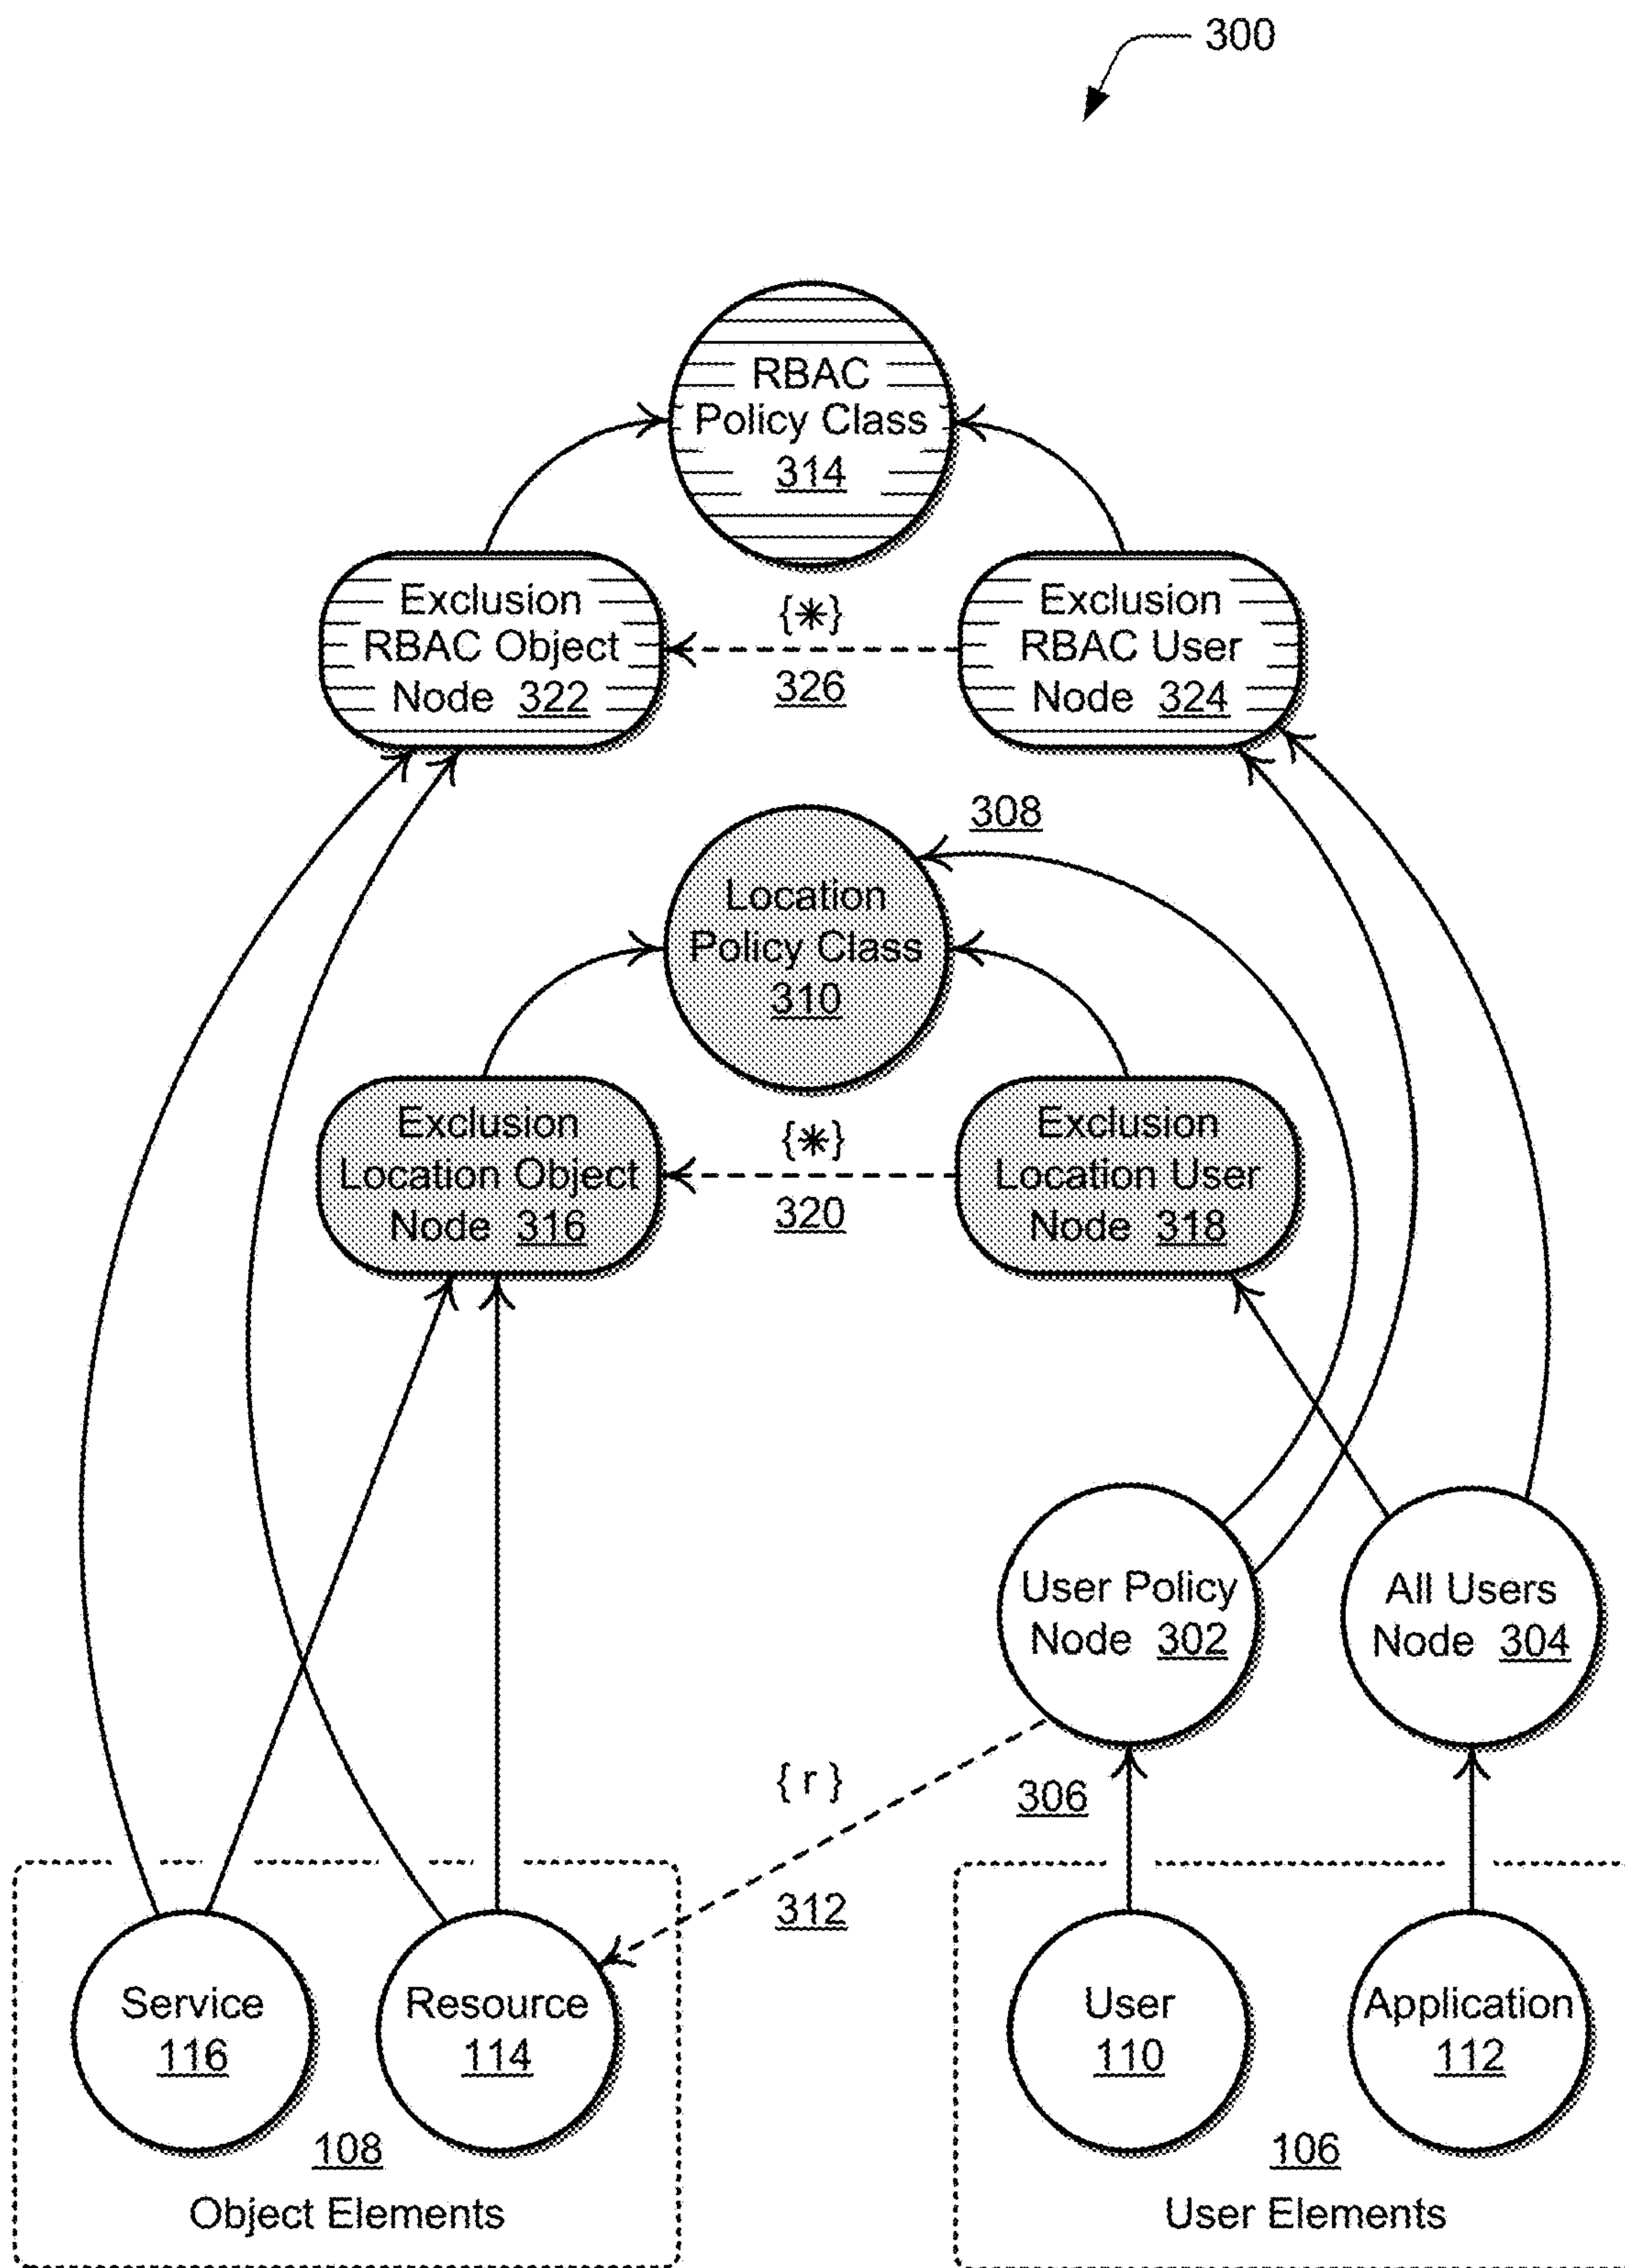 300
RBAC
Policy Class
314
Exclusion
RBAC Object
Node 322
{*}
326
Exclusion
RBAC User
Node 324
308
Location
Policy Class
310
Exclusion
Location Object
Node 316
{*}
320
Exclusion
Location User
Node 318
User Policy
Node 302
All Users
Node 304
{ r }
306
312
Service
116
Resource
114
User
110
Application
112
108
Object Elements
106
User Elements